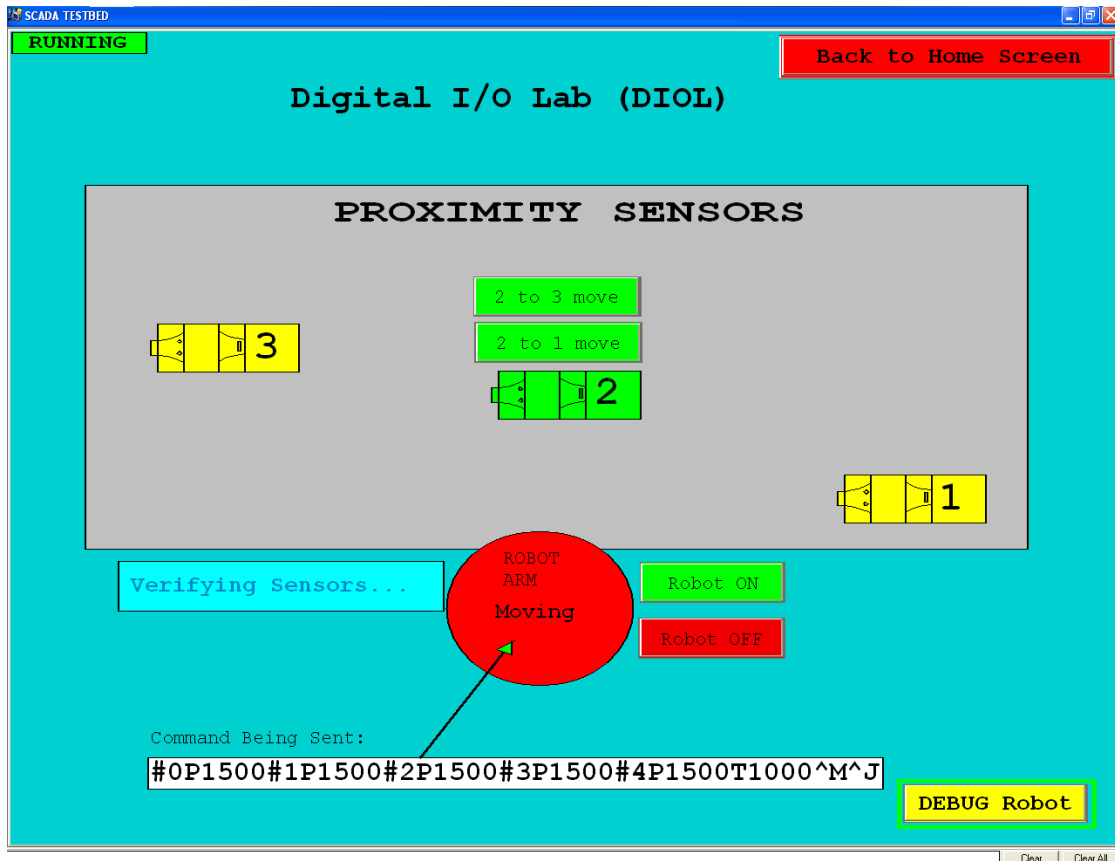 SCADA TESTBED
RUNNING
Back to Home Screen
Digital I/O Lab (DIOL)
PROXIMITY SENSORS
2 to 3 move
3
2 to 1 move
2
1
ROBOT
ARM
Moving
Verifying Sensors...
Robot ON
Robot OFF
Command Being Sent:
#0P1500#1P1500#2P1500#3P1500#4P1500T1000^M^J
DEBUG Robot
Clear
Clear All